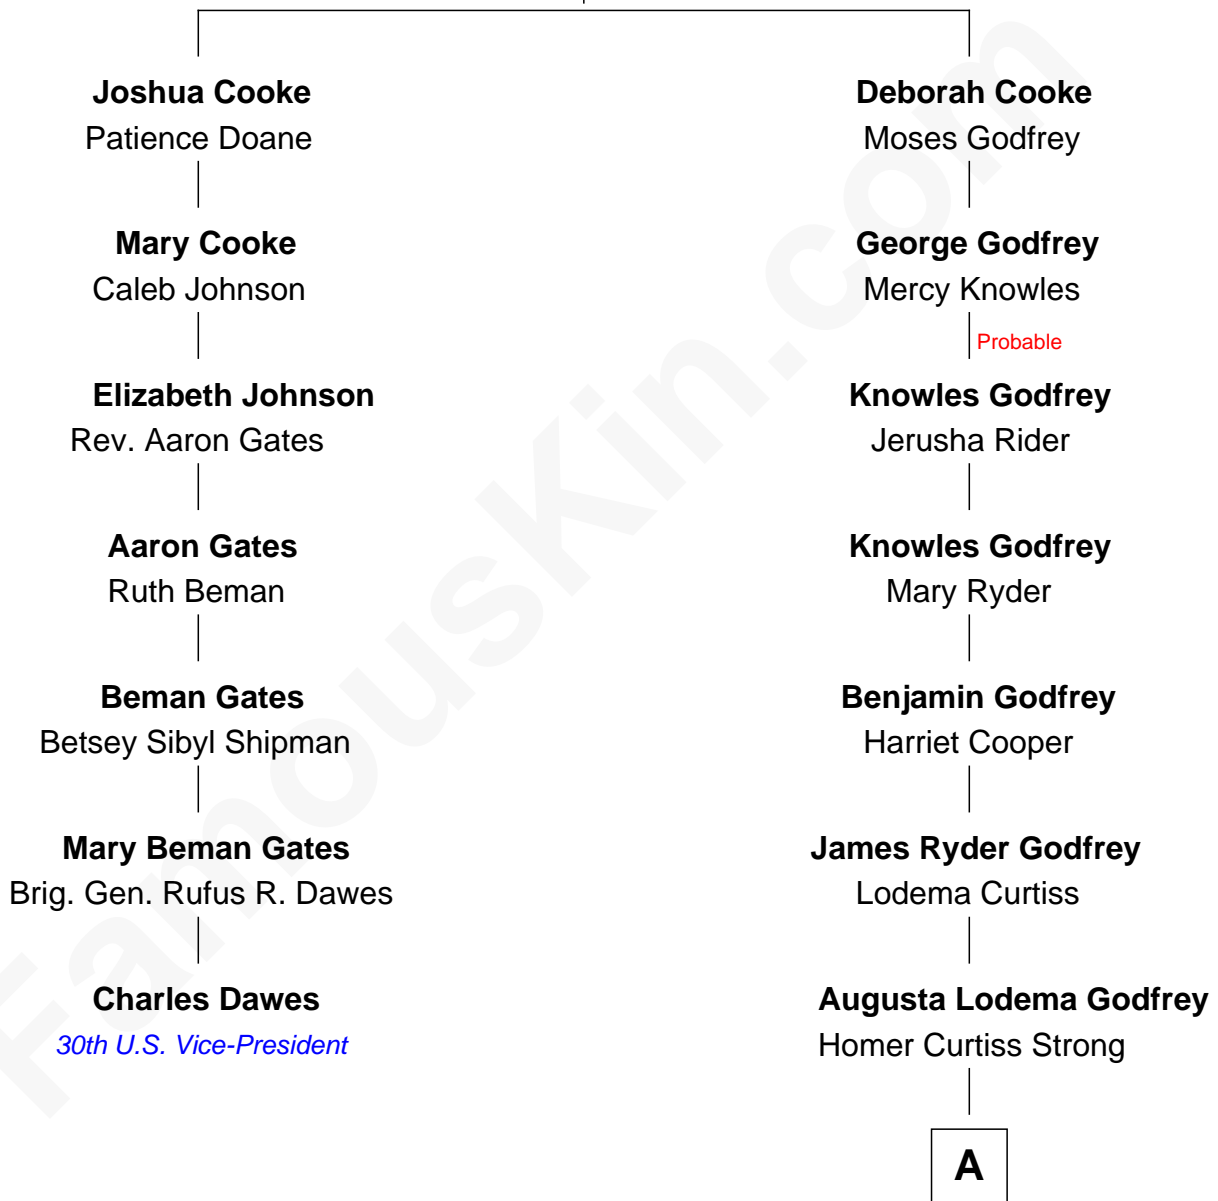 Joshua Cooke
Patience Doane
Mary Cooke
Caleb Johnson
Elizabeth Johnson
Rev. Aaron Gates
Aaron Gates
Ruth Beman
Beman Gates
Betsey Sibyl Shipman
Mary Beman Gates
Brig. Gen. Rufus R. Dawes
Charles Dawes
30th U.S. Vice-President
Deborah Cooke
Moses Godfrey
George Godfrey
Mercy Knowles
Probable
Knowles Godfrey
Jerusha Rider
Knowles Godfrey
Mary Ryder
Benjamin Godfrey
Harriet Cooper
James Ryder Godfrey
Lodema Curtiss
Augusta Lodema Godfrey
Homer Curtiss Strong
A
FamousKin.com